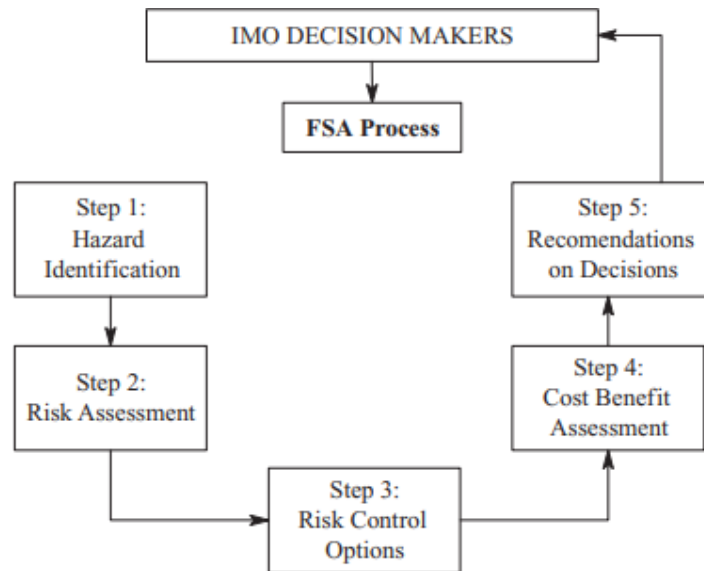 IMO DECISION MAKERS
FSA Process
Step 1:
Hazard
Identification
Step 2:
Risk Assessment
Step 3:
Risk Control
Options
Step 4:
Cost Benefit
Assessment
Step 5:
Recomendations
on Decisions